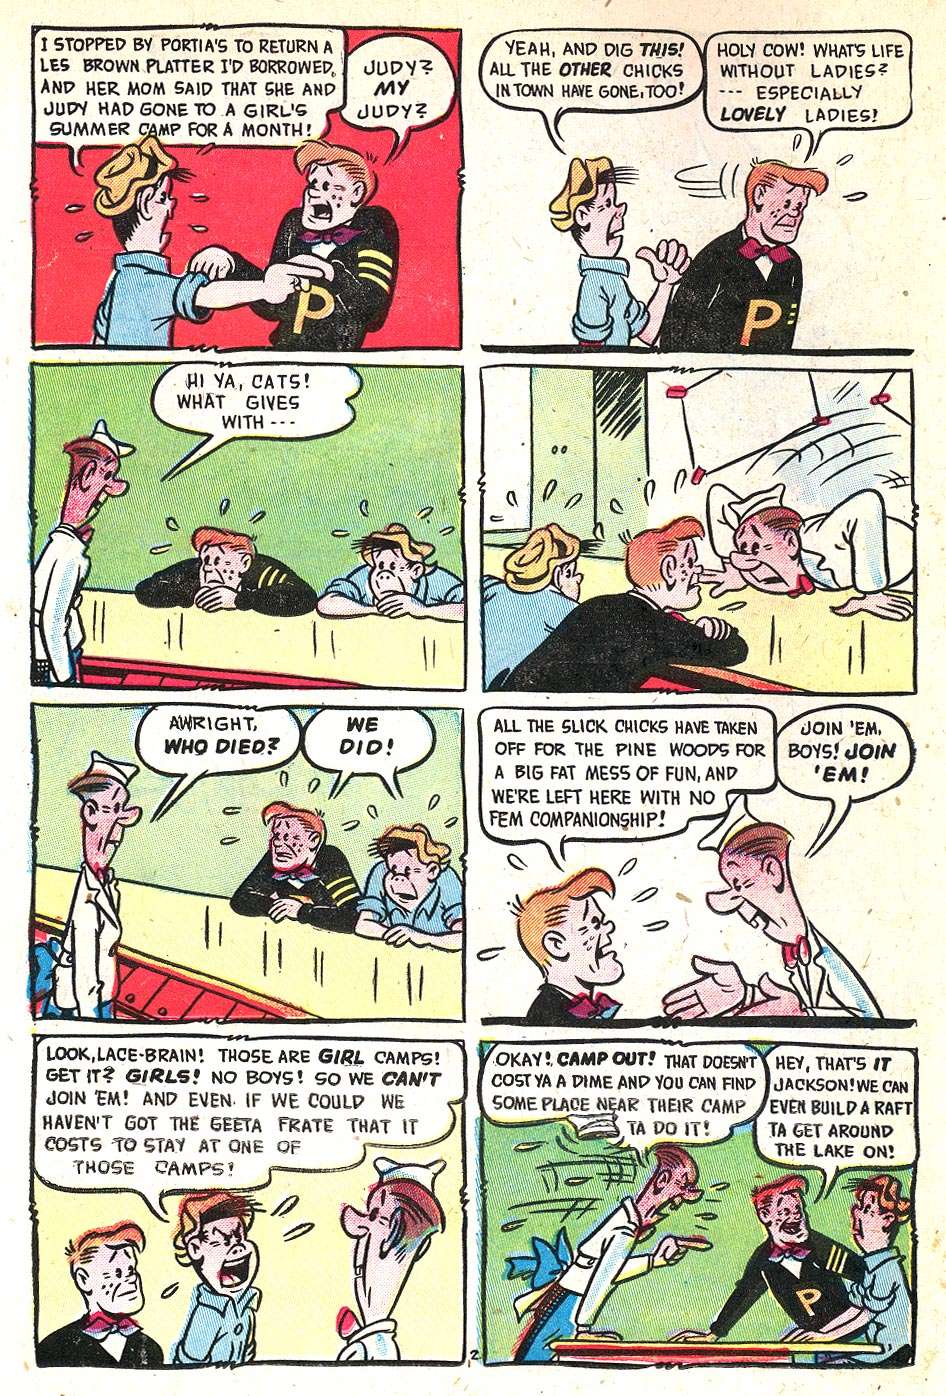 I STOPPED BY PORTIA'S TO RETURN A
LES BROWN PLATTER I'D BORROWED,
AND HER MOM SAID THAT SHE AND
JUDY HAD GONE TO A GIRL'S
SUMMER CAMP FOR A MONTH!
JUDY?
MY
JUDY?
P
YEAH, AND DIG THIS!
ALL THE OTHER CHICKS
IN TOWN HAVE GONE, TOO!
HOLY COW! WHAT'S LIFE
WITHOUT LADIES?
--- ESPECIALLY
LOVELY LADIES!
P
HI YA, CATS!
WHAT GIVES
WITH ---
AWRIGHT,
WHO DIED?
WE
DID!
ALL THE SLICK CHICKS HAVE TAKEN
OFF FOR THE PINE WOODS FOR
A BIG FAT MESS OF FUN, AND
WE'RE LEFT HERE WITH NO
FEM COMPANIONSHIP!
JOIN 'EM,
BOYS! JOIN
'EM!
LOOK, LACE-BRAIN! THOSE ARE GIRL CAMPS!
GET IT? GIRLS! NO BOYS! SO WE CAN'T
JOIN 'EM! AND EVEN IF WE COULD WE
HAVEN'T GOT THE GEETA FRATE THAT IT
COSTS TO STAY AT ONE OF
THOSE CAMPS!
OKAY!, CAMP OUT! THAT DOESN'T
COST YA A DIME AND YOU CAN FIND
SOME PLACE NEAR THEIR CAMP
TA DO IT!
HEY, THAT'S IT
JACKSON! WE CAN
EVEN BUILD A RAFT
TA GET AROUND
THE LAKE ON!
P
2